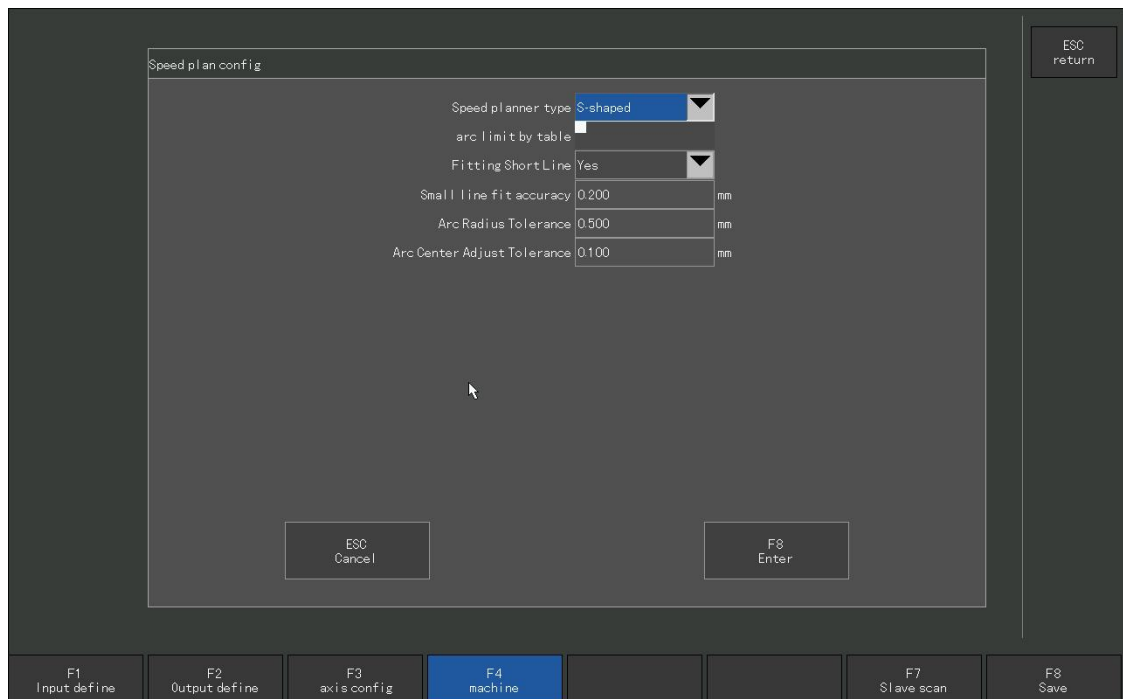 ESC
return
Speed plan config
Speed planner type S-shaped
arc limit by table
Fitting Short Line Yes
Small line fit accuracy 0.200 mm
Arc Radius Tolerance 0.500 mm
Arc Center Adjust Tolerance 0.100 mm
ESC
Cancel
F8
Enter
F1
Input define
F2
Output define
F3
axis config
F4
machine
F7
Slave scan
F8
Save